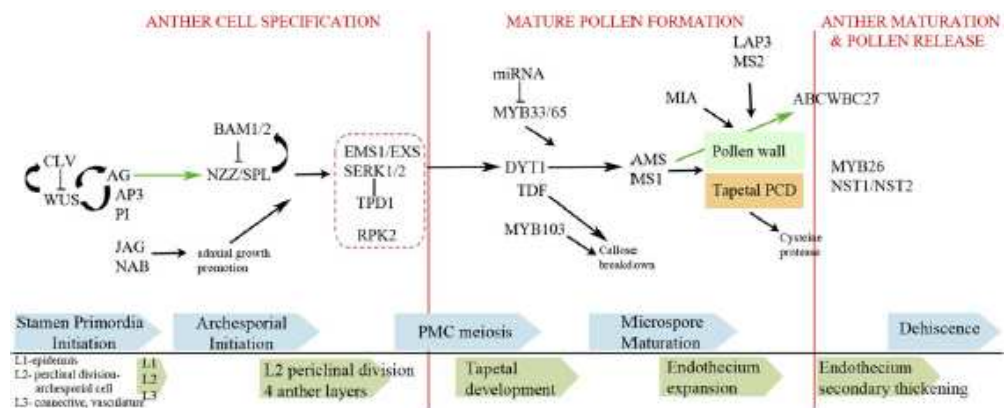 ANTHER CELL SPECIFICATION
MATURE POLLEN FORMATION
ANTHER MATURATION
& POLLEN RELEASE
LAP3
MS2
miRNA
MIA
ABCWBC27
MYB33/65
BAM1/2
EMS1/EXS
SERK1/2
TPD1
RPK2
CLV
WUS
AG
AP3
PI
NZZ/SPL
DYT1
TDF
MYB103
AMS
MS1
Pollen wall
Tapetal PCD
MYB26
NST1/NST2
JAG
NAB
adaxial growth
promotion
Callose
breakdown
Cysteine
protease
Stamen Primordia
Initiation
Archesporial
Initiation
PMC meiosis
Microspore
Maturation
Dehiscence
L1-epidermis
L2- perclinal division-
archesporial cell
L3- connective, vasculature
L1
L2
L3
L2 periclinal division
4 anther layers
Tapetal
development
Endothecium
expansion
Endothecium
secondary thickening